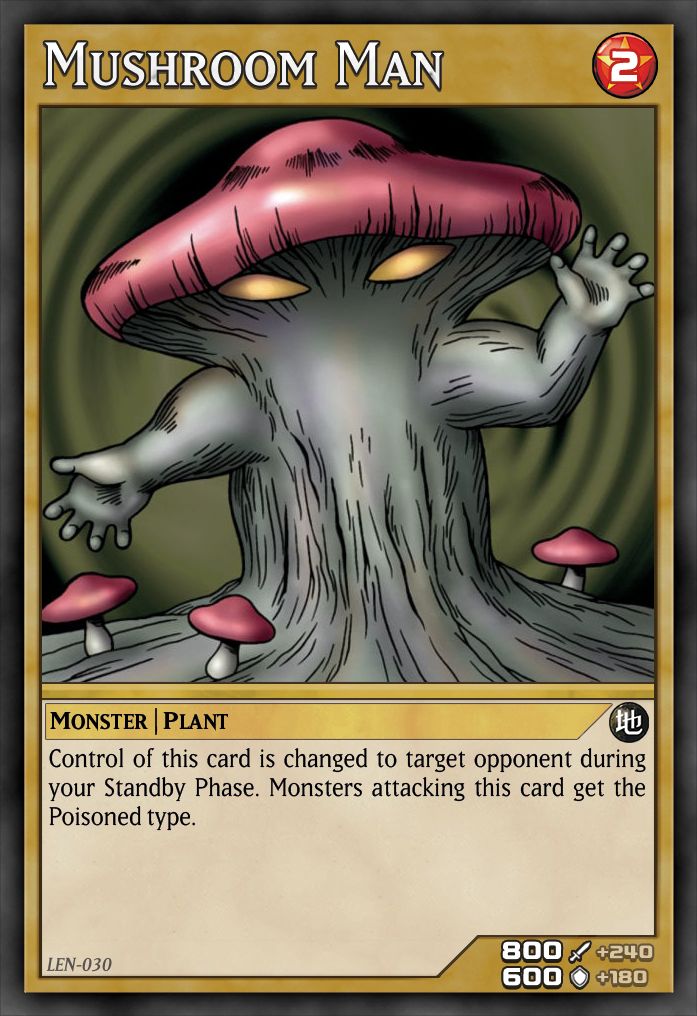 MUSHROOM MAN
2
MONSTER | PLANT
地
Control of this card is changed to target opponent during
your Standby Phase. Monsters attacking this card get the
Poisoned type.
800 +240
LEN-030
600 +180